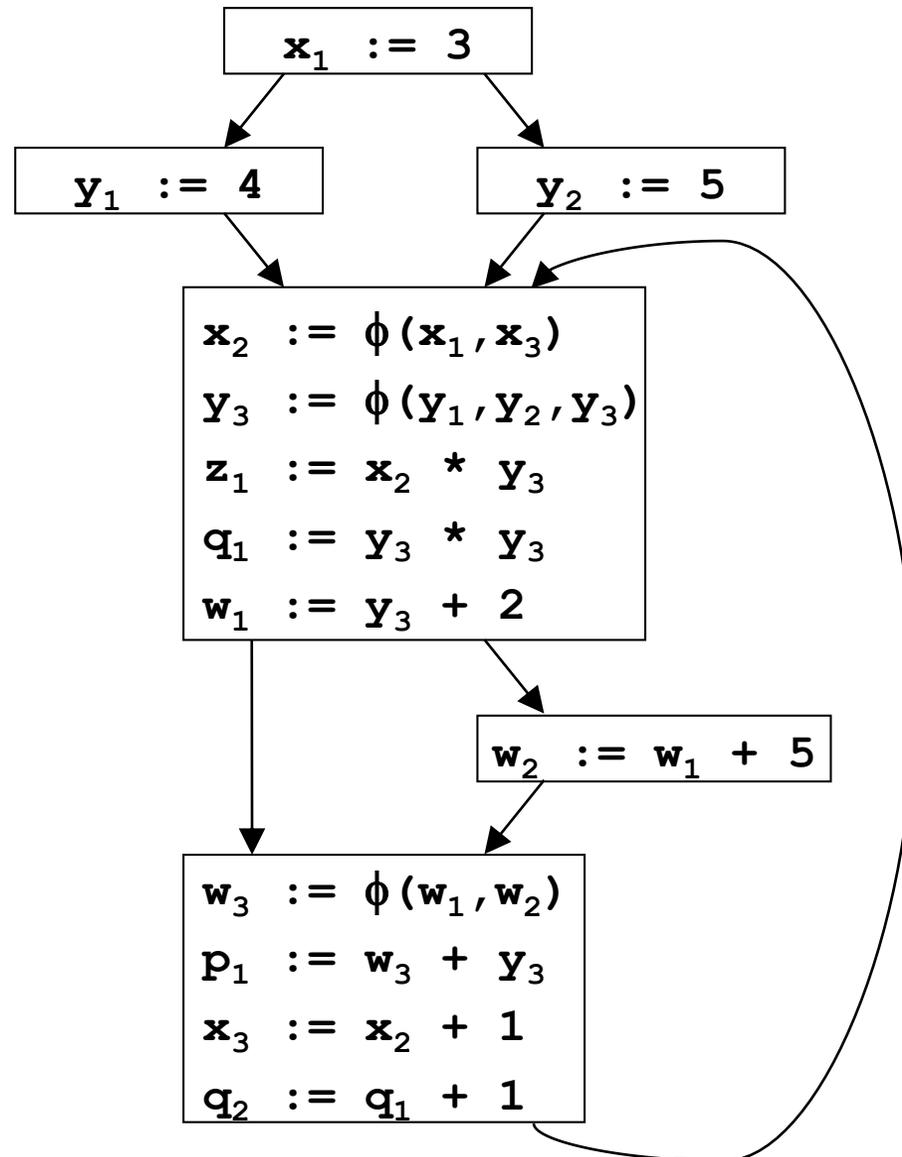 x₁ := 3
y₁ := 4
y₂ := 5
x₂ := ϕ(x₁,x₃)
y₃ := ϕ(y₁,y₂,y₃)
z₁ := x₂ * y₃
q₁ := y₃ * y₃
w₁ := y₃ + 2
w₂ := w₁ + 5
w₃ := ϕ(w₁,w₂)
p₁ := w₃ + y₃
x₃ := x₂ + 1
q₂ := q₁ + 1